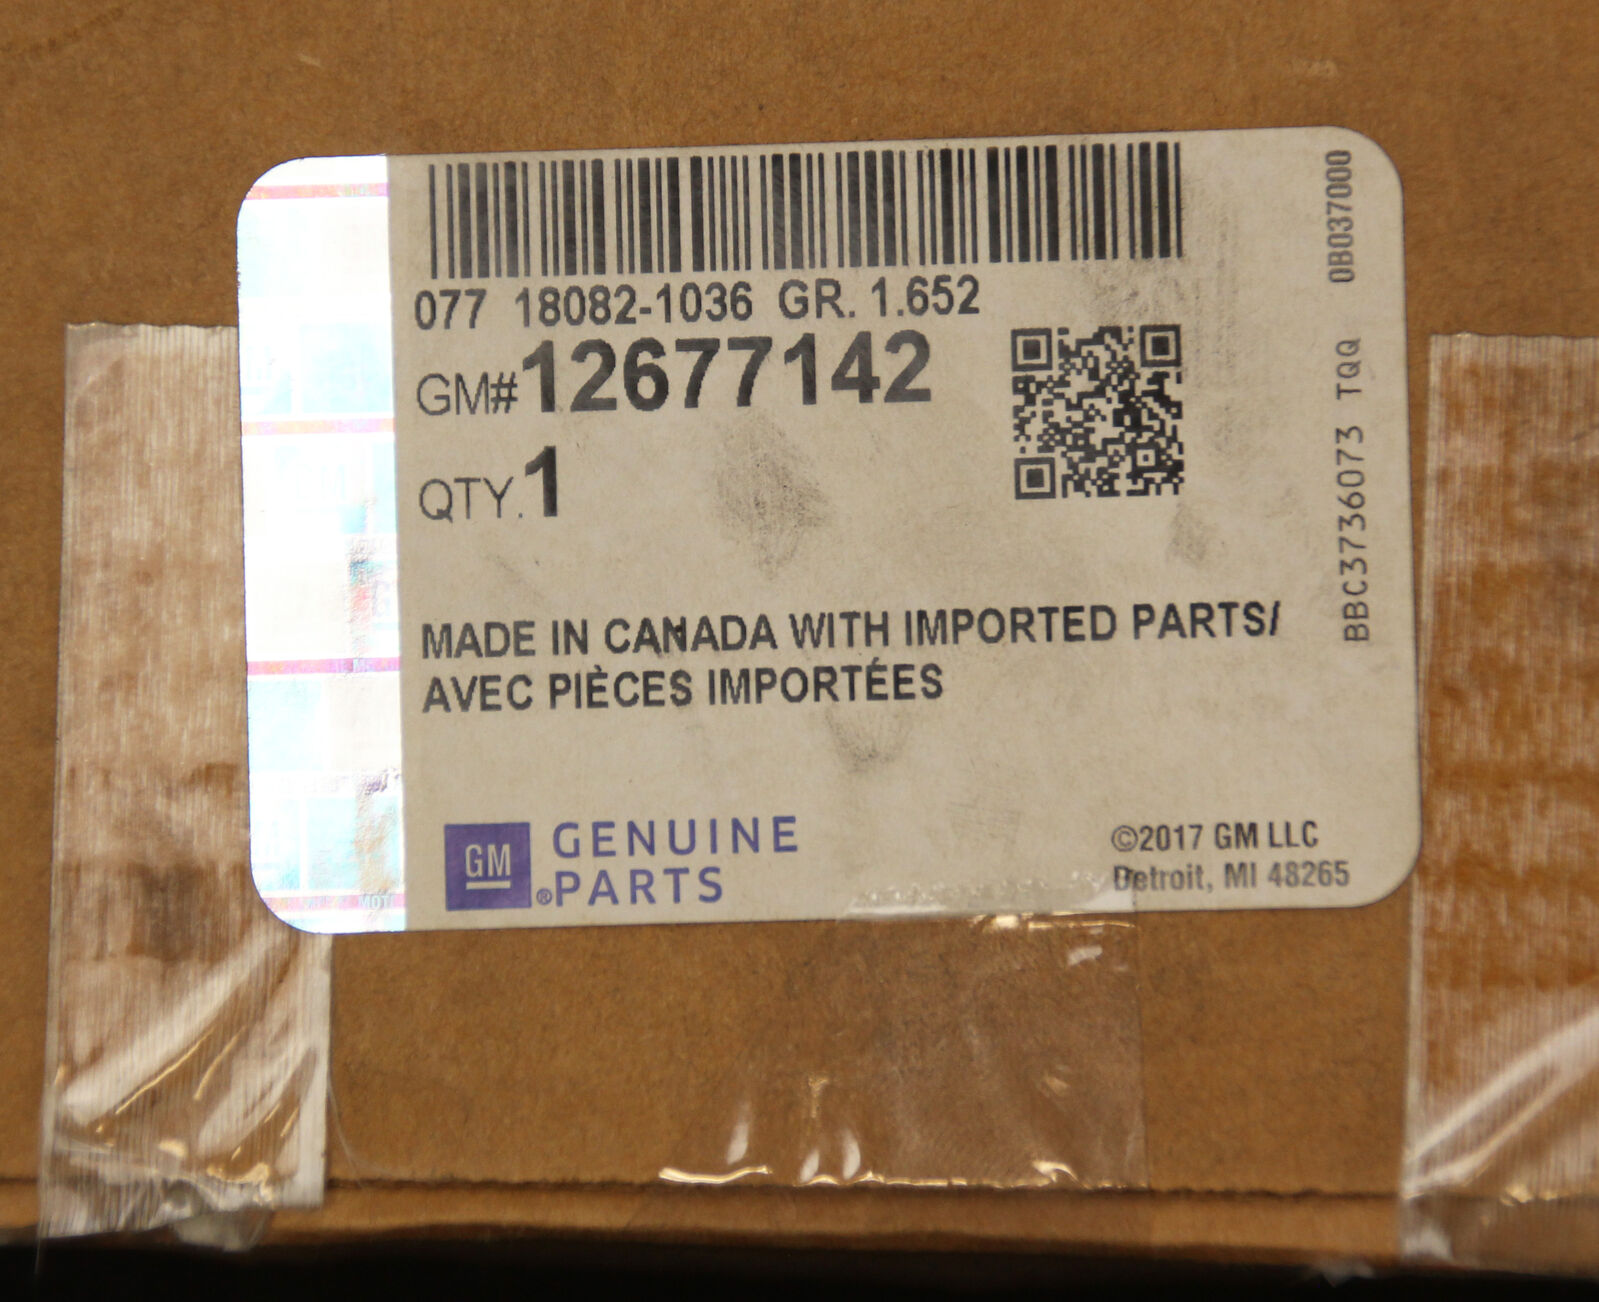 077 18082-1036 GR. 1.652
GM#12677142
QTY.1
MADE IN CANADA WITH IMPORTED PARTS/
AVEC PIÈCES IMPORTÉES
GM
®
GENUINE
PARTS
©2017 GM LLC
Detroit, MI 48265
BBC3736073 TQQ 0B037000